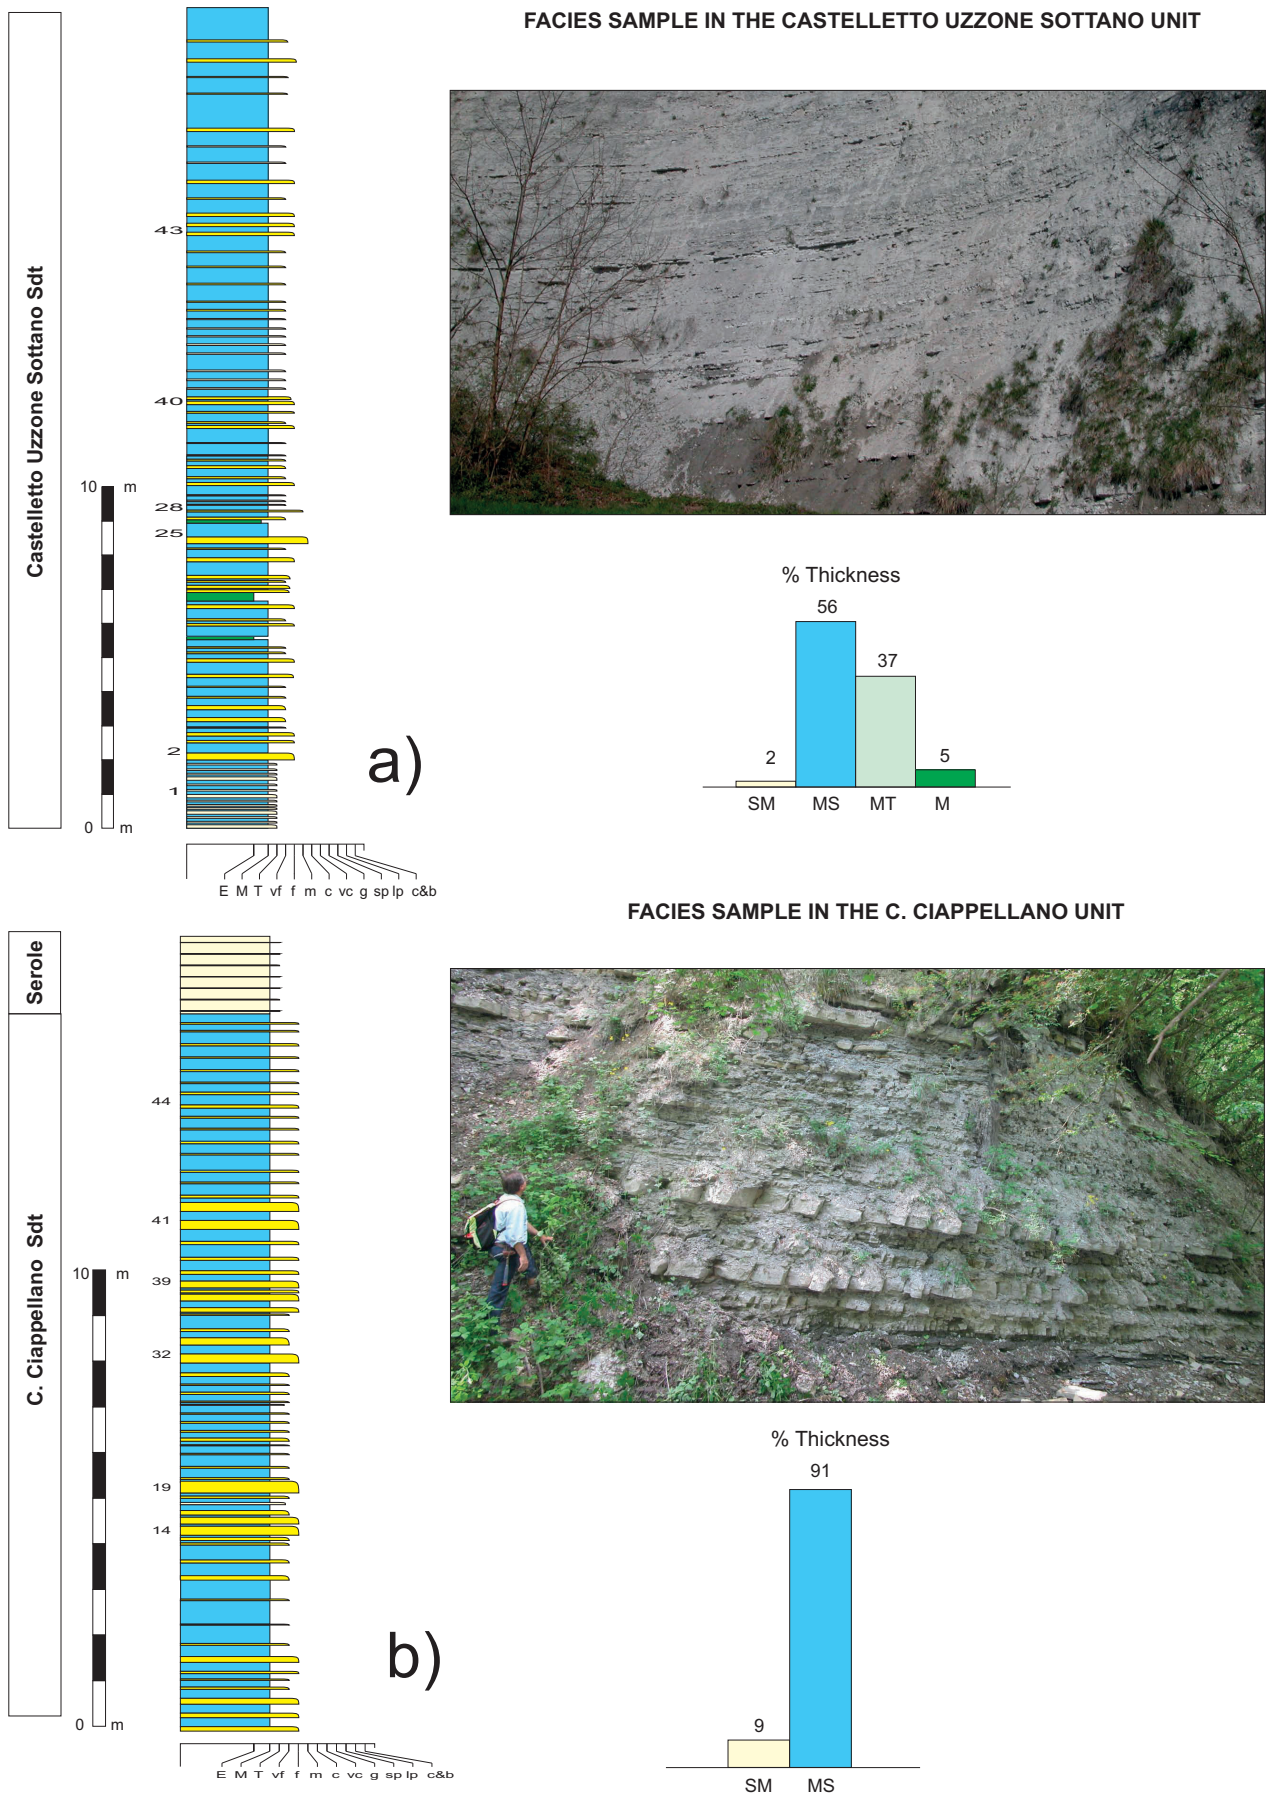 FACIES SAMPLE IN THE CASTELLETTO UZZONE SOTTANO UNIT
Castelletto Uzzone Sottano Sdt
43
40
10 m
28
25
2
1
0 m
a)
E M T vf f m c vc g sp lp c&b
% Thickness
56
37
2
5
SM MS MT M
FACIES SAMPLE IN THE C. CIAPPELLANO UNIT
Serole
C. Ciappellano Sdt
44
41
10 m
39
32
19
14
0 m
b)
E M T vf f m c vc g sp lp c&b
% Thickness
91
9
SM MS